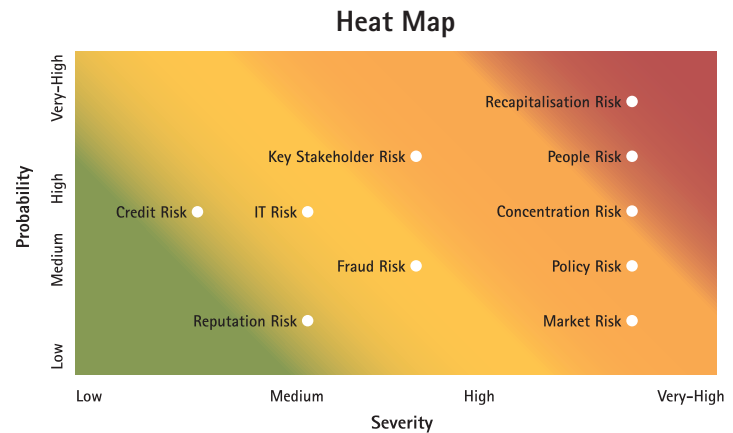 Heat Map
Very-High
High
Medium
Low
Probability
Recapitalisation Risk
Key Stakeholder Risk
People Risk
Credit Risk
IT Risk
Concentration Risk
Fraud Risk
Policy Risk
Reputation Risk
Market Risk
Low
Medium
High
Very-High
Severity